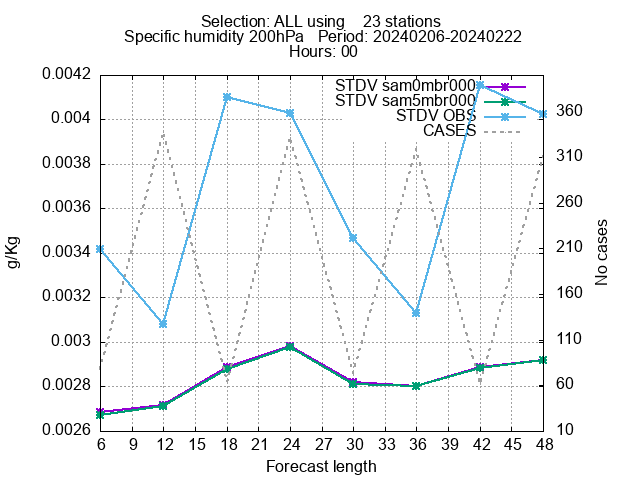 Selection: ALL using    23 stations
Specific humidity 200hPa   Period: 20240206-20240222
Hours: 00
STDV sam0mbr000
STDV sam5mbr000
STDV OBS
CASES
0.0042
0.004
0.0038
0.0036
0.0034
0.0032
0.003
0.0028
0.0026
g/Kg
360
310
260
210
160
110
60
10
No cases
6 9 12 15 18 21 24 27 30 33 36 39 42 45 48
Forecast length